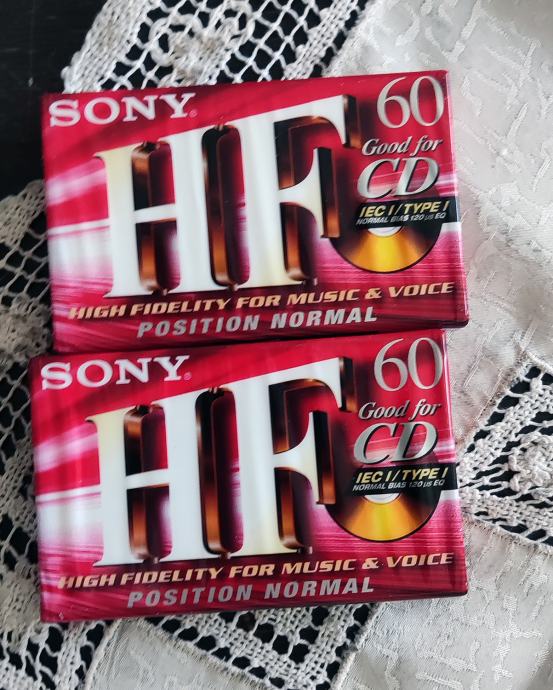 SONY®
60
HF
Good for
CD
IEC I / TYPE I
NORMAL BIAS 120 µs EQ
HIGH FIDELITY FOR MUSIC & VOICE
POSITION NORMAL
SONY®
60
HF
Good for
CD
IEC I / TYPE I
NORMAL BIAS 120 µs EQ
HIGH FIDELITY FOR MUSIC & VOICE
POSITION NORMAL